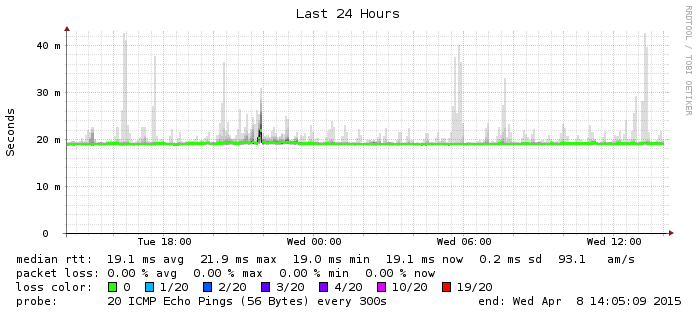 Last 24 Hours
RRDTOOL / TOBI OETIKER
Seconds
40 m
30 m
20 m
10 m
0
Tue 18:00 Wed 00:00 Wed 06:00 Wed 12:00
median rtt: 19.1 ms avg 21.9 ms max 19.0 ms min 19.1 ms now 0.2 ms sd 93.1 am/s
packet loss: 0.00 % avg 0.00 % max 0.00 % min 0.00 % now
loss color: 0 1/20 2/20 3/20 4/20 10/20 19/20
probe: 20 ICMP Echo Pings (56 Bytes) every 300s end: Wed Apr 8 14:05:09 2015